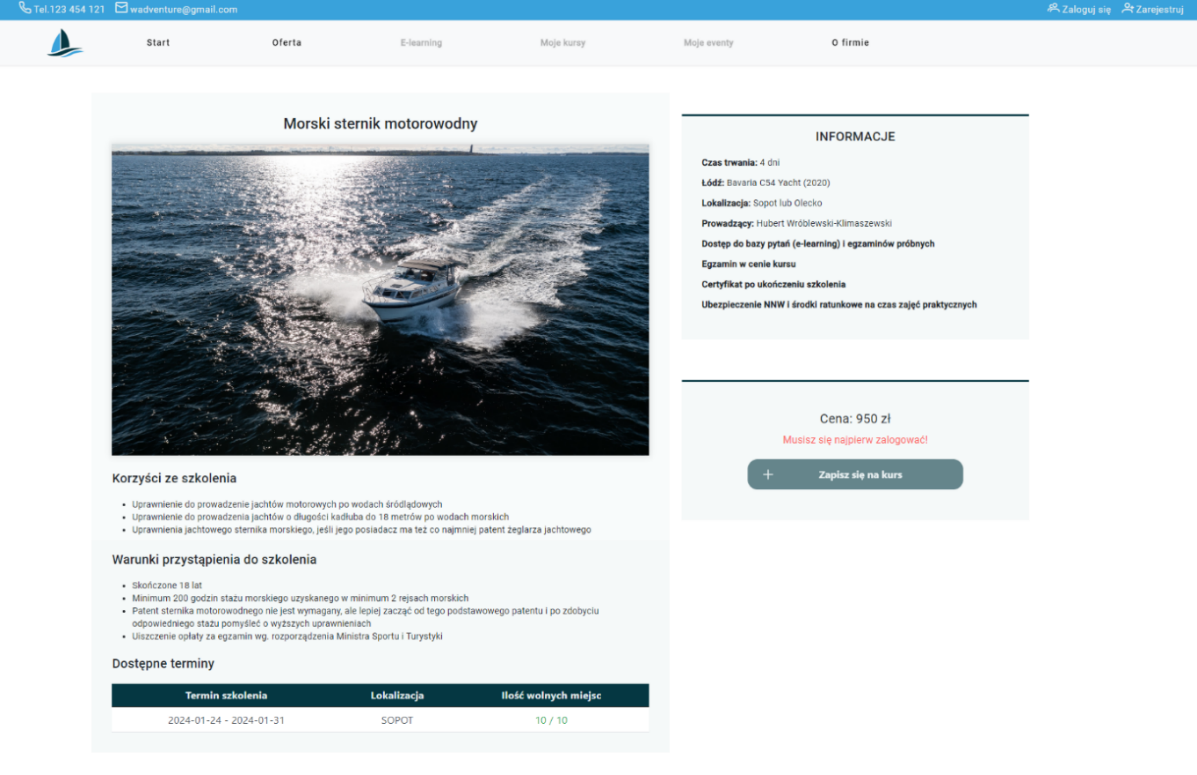 Tel.123 454 121 wadventure@gmail.com Zaloguj się Zarejestruj
Start Oferta E-learning Moje kursy Moje eventy O firmie
Morski sternik motorowodny
Korzyści ze szkolenia
Uprawnienie do prowadzenie jachtów motorowych po wodach śródlądowych
Uprawnienie do prowadzenia jachtów o długości kadłuba do 18 metrów po wodach morskich
Uprawnienia jachtowego sternika morskiego, jeśli jego posiadacz ma też co najmniej patent żeglarza jachtowego
Warunki przystąpienia do szkolenia
Skończone 18 lat
Minimum 200 godzin stażu morskiego uzyskanego w minimum 2 rejsach morskich
Patent sternika motorowodnego nie jest wymagany, ale lepiej zacząć od tego podstawowego patentu i po zdobyciu
odpowiedniego stażu pomyśleć o wyższych uprawnieniach
Uiszczenie opłaty za egzamin wg. rozporządzenia Ministra Sportu i Turystyki
Dostępne terminy
Termin szkolenia Lokalizacja Ilość wolnych miejsc
2024-01-24 - 2024-01-31 SOPOT 10 / 10
INFORMACJE
Czas trwania: 4 dni
Łódź: Bavaria C54 Yacht (2020)
Lokalizacja: Sopot lub Olecko
Prowadzący: Hubert Wróblewski-Klimaszewski
Dostęp do bazy pytań (e-learning) i egzaminów próbnych
Egzamin w cenie kursu
Certyfikat po ukończeniu szkolenia
Ubezpieczenie NNW i środki ratunkowe na czas zajęć praktycznych
Cena: 950 zł
Musisz się najpierw zalogować!
+ Zapisz się na kurs